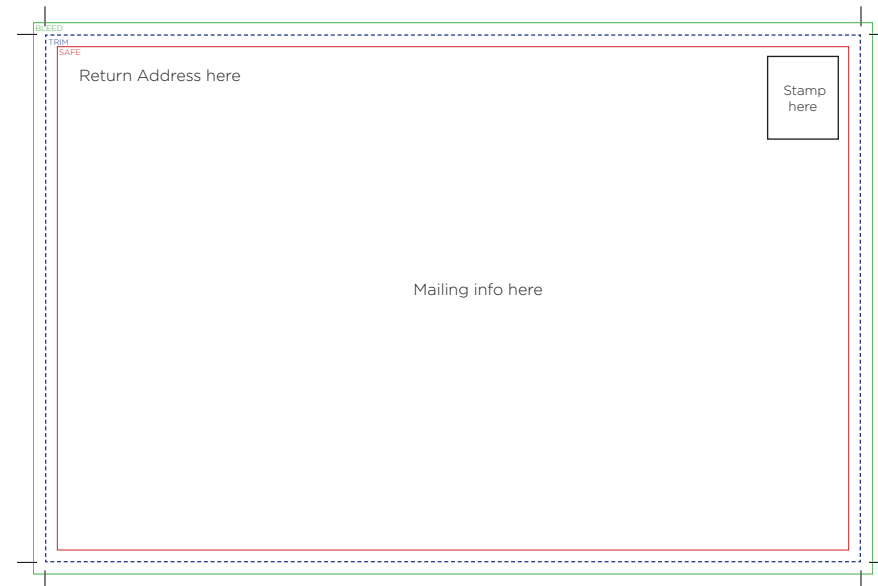 BLEED
TRIM
SAFE
Return Address here
Stamp
here
Mailing info here